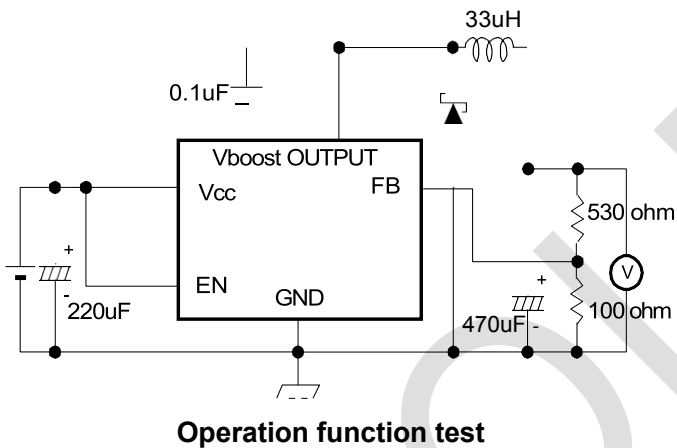 33uH
0.1uF
Vboost OUTPUT
Vcc
FB
530 ohm
+
+
V
EN
GND
-
220uF
470uF -
100 ohm
Operation function test